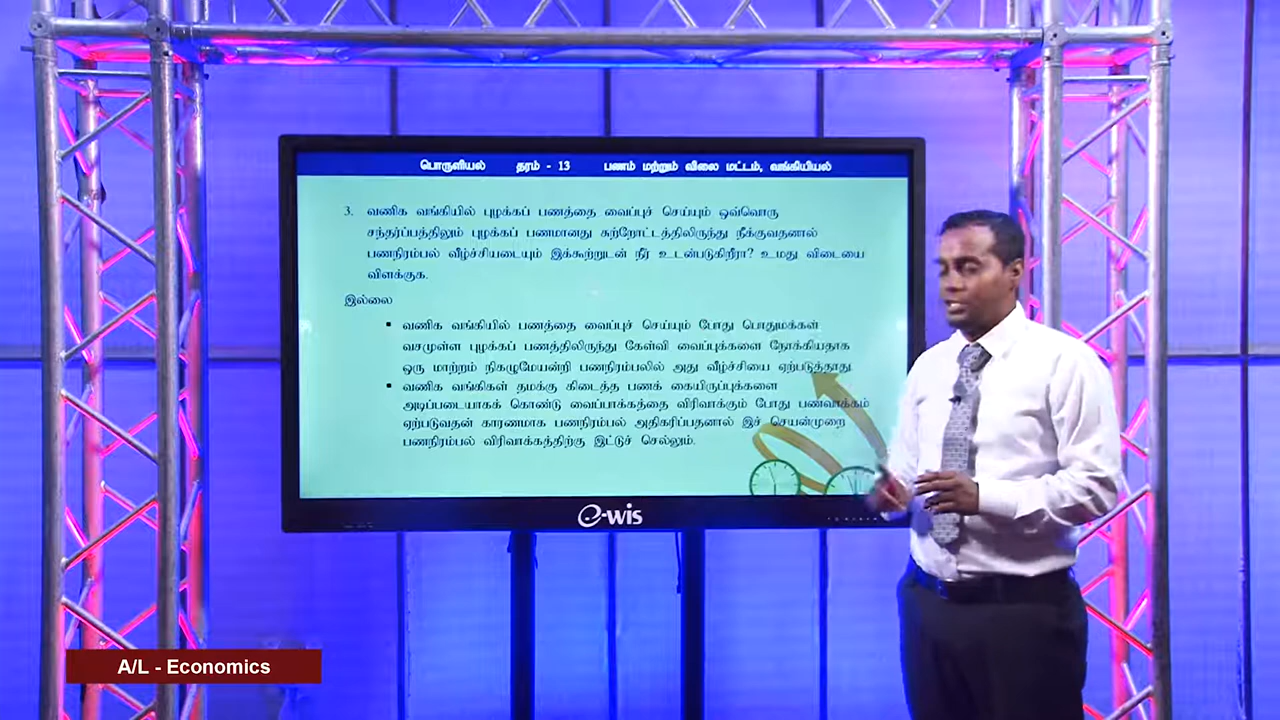 பொருளியல் தரம் - 13 பணம் மற்றும் விலை மட்டம், வங்கியியல்
3. வணிக வங்கியில் புழக்கப் பணத்தை வைப்புச் செய்யும் ஒவ்வொரு
சந்தர்ப்பத்திலும் புழக்கப் பணமானது சுற்றோட்டத்திலிருந்து நீக்குவதனால்
பணநிரம்பல் வீழ்ச்சியடையும் இக்கூற்றுடன் நீர் உடன்படுகிறீரா? உமது விடையை
விளக்குக.
இல்லை
▪ வணிக வங்கியில் பணத்தை வைப்புச் செய்யும் போது பொதுமக்கள்
வசமுள்ள புழக்கப் பணத்திலிருந்து கேள்வி வைப்புக்களை நோக்கியதாக
ஒரு மாற்றம் நிகழுமேயன்றி பணநிரம்பலில் அது வீழ்ச்சியை ஏற்படுத்தாது.
▪ வணிக வங்கிகள் தமக்கு கிடைத்த பணக் கையிருப்புக்களை
அடிப்படையாகக் கொண்டு வைப்பாக்கத்தை விரிவாக்கும் போது பணவாக்கம்
ஏற்படுவதன் காரணமாக பணநிரம்பல் அதிகரிப்பதனால் இச் செயன்முறை
பணநிரம்பல் விரிவாக்கத்திற்கு இட்டுச் செல்லும்.
e-wis
A/L - Economics